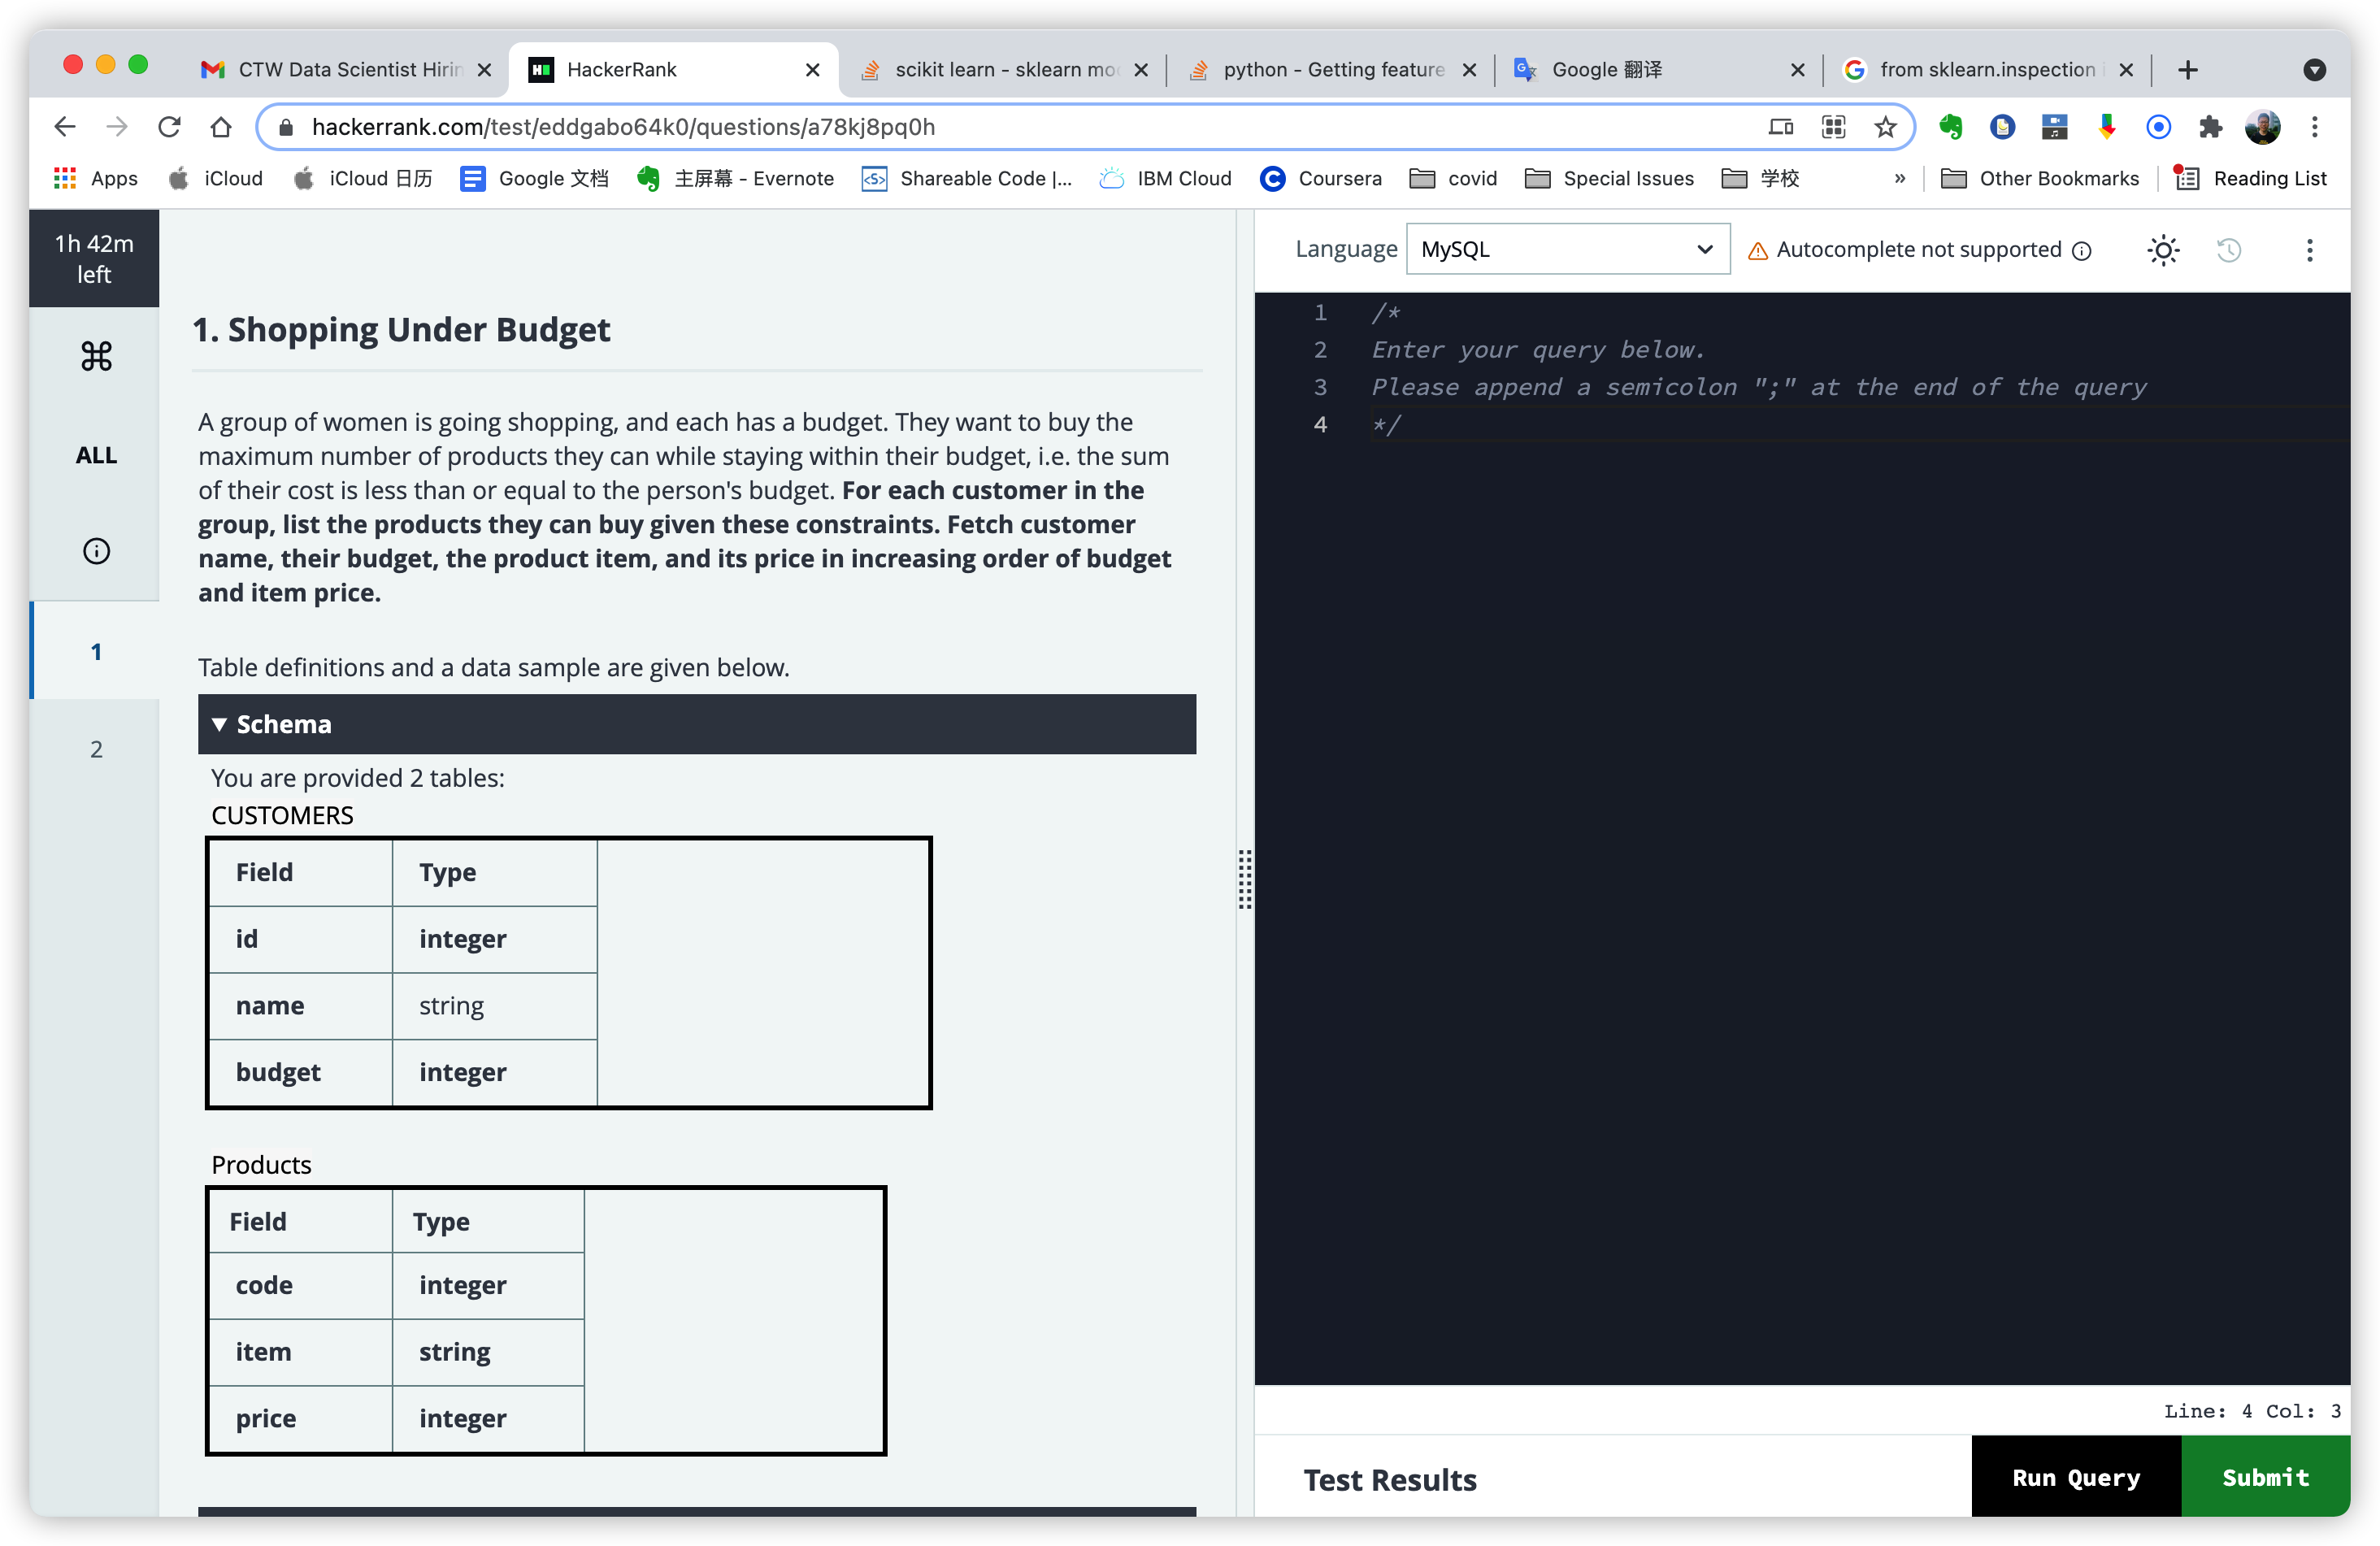 CTW Data Scientist Hirin
HackerRank
scikit learn - sklearn mo
python - Getting feature
Google 翻译
from sklearn.inspection i
hackerrank.com/test/eddgabo64k0/questions/a78kj8pq0h
Apps
iCloud
iCloud 日历
Google 文档
主屏幕 - Evernote
Shareable Code |...
IBM Cloud
Coursera
covid
Special Issues
学校
»
Other Bookmarks
Reading List
1h 42m
left
ALL
1
2
1. Shopping Under Budget
A group of women is going shopping, and each has a budget. They want to buy the
maximum number of products they can while staying within their budget, i.e. the sum
of their cost is less than or equal to the person's budget. For each customer in the
group, list the products they can buy given these constraints. Fetch customer
name, their budget, the product item, and its price in increasing order of budget
and item price.
Table definitions and a data sample are given below.
Schema
You are provided 2 tables:
CUSTOMERS
Field Type
id integer
name string
budget integer
Products
Field Type
code integer
item string
price integer
Language MySQL Autocomplete not supported
1 /*
2 Enter your query below.
3 Please append a semicolon ";" at the end of the query
4 */
Line: 4 Col: 3
Test Results
Run Query
Submit